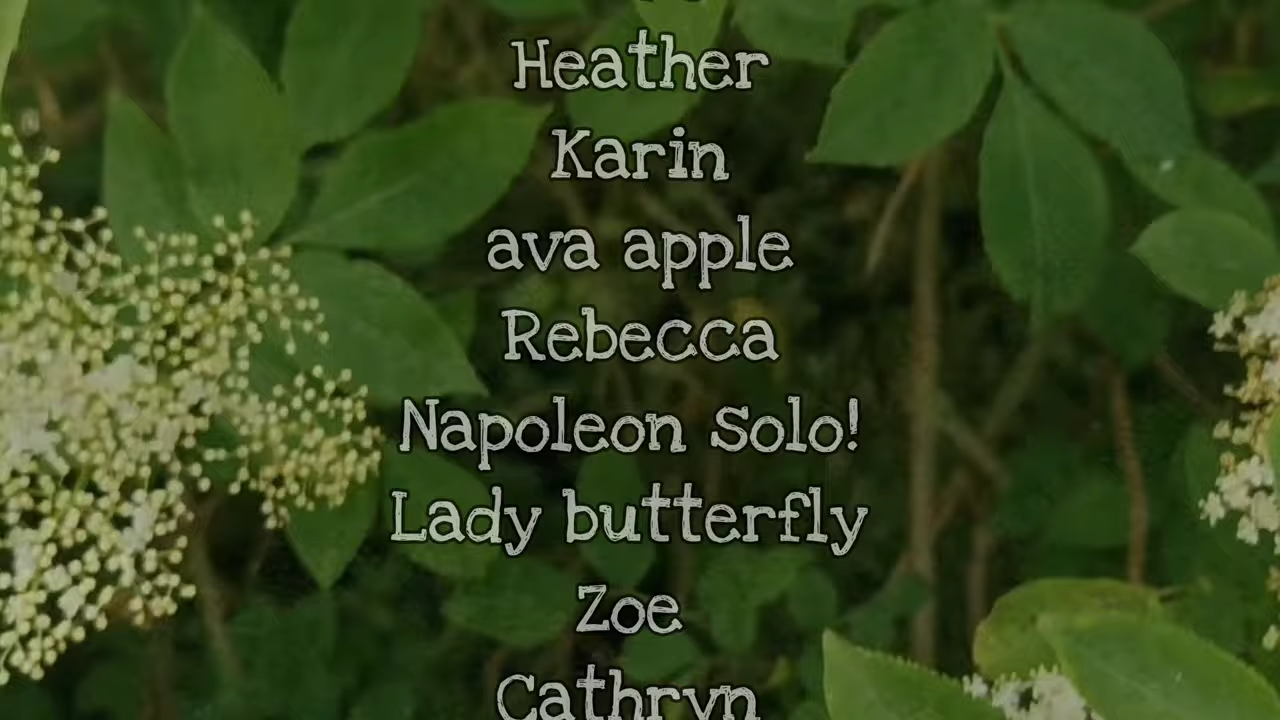 Heather
Karin
ava apple
Rebecca
Napoleon solo!
Lady butterfly
Zoe
Cathryn